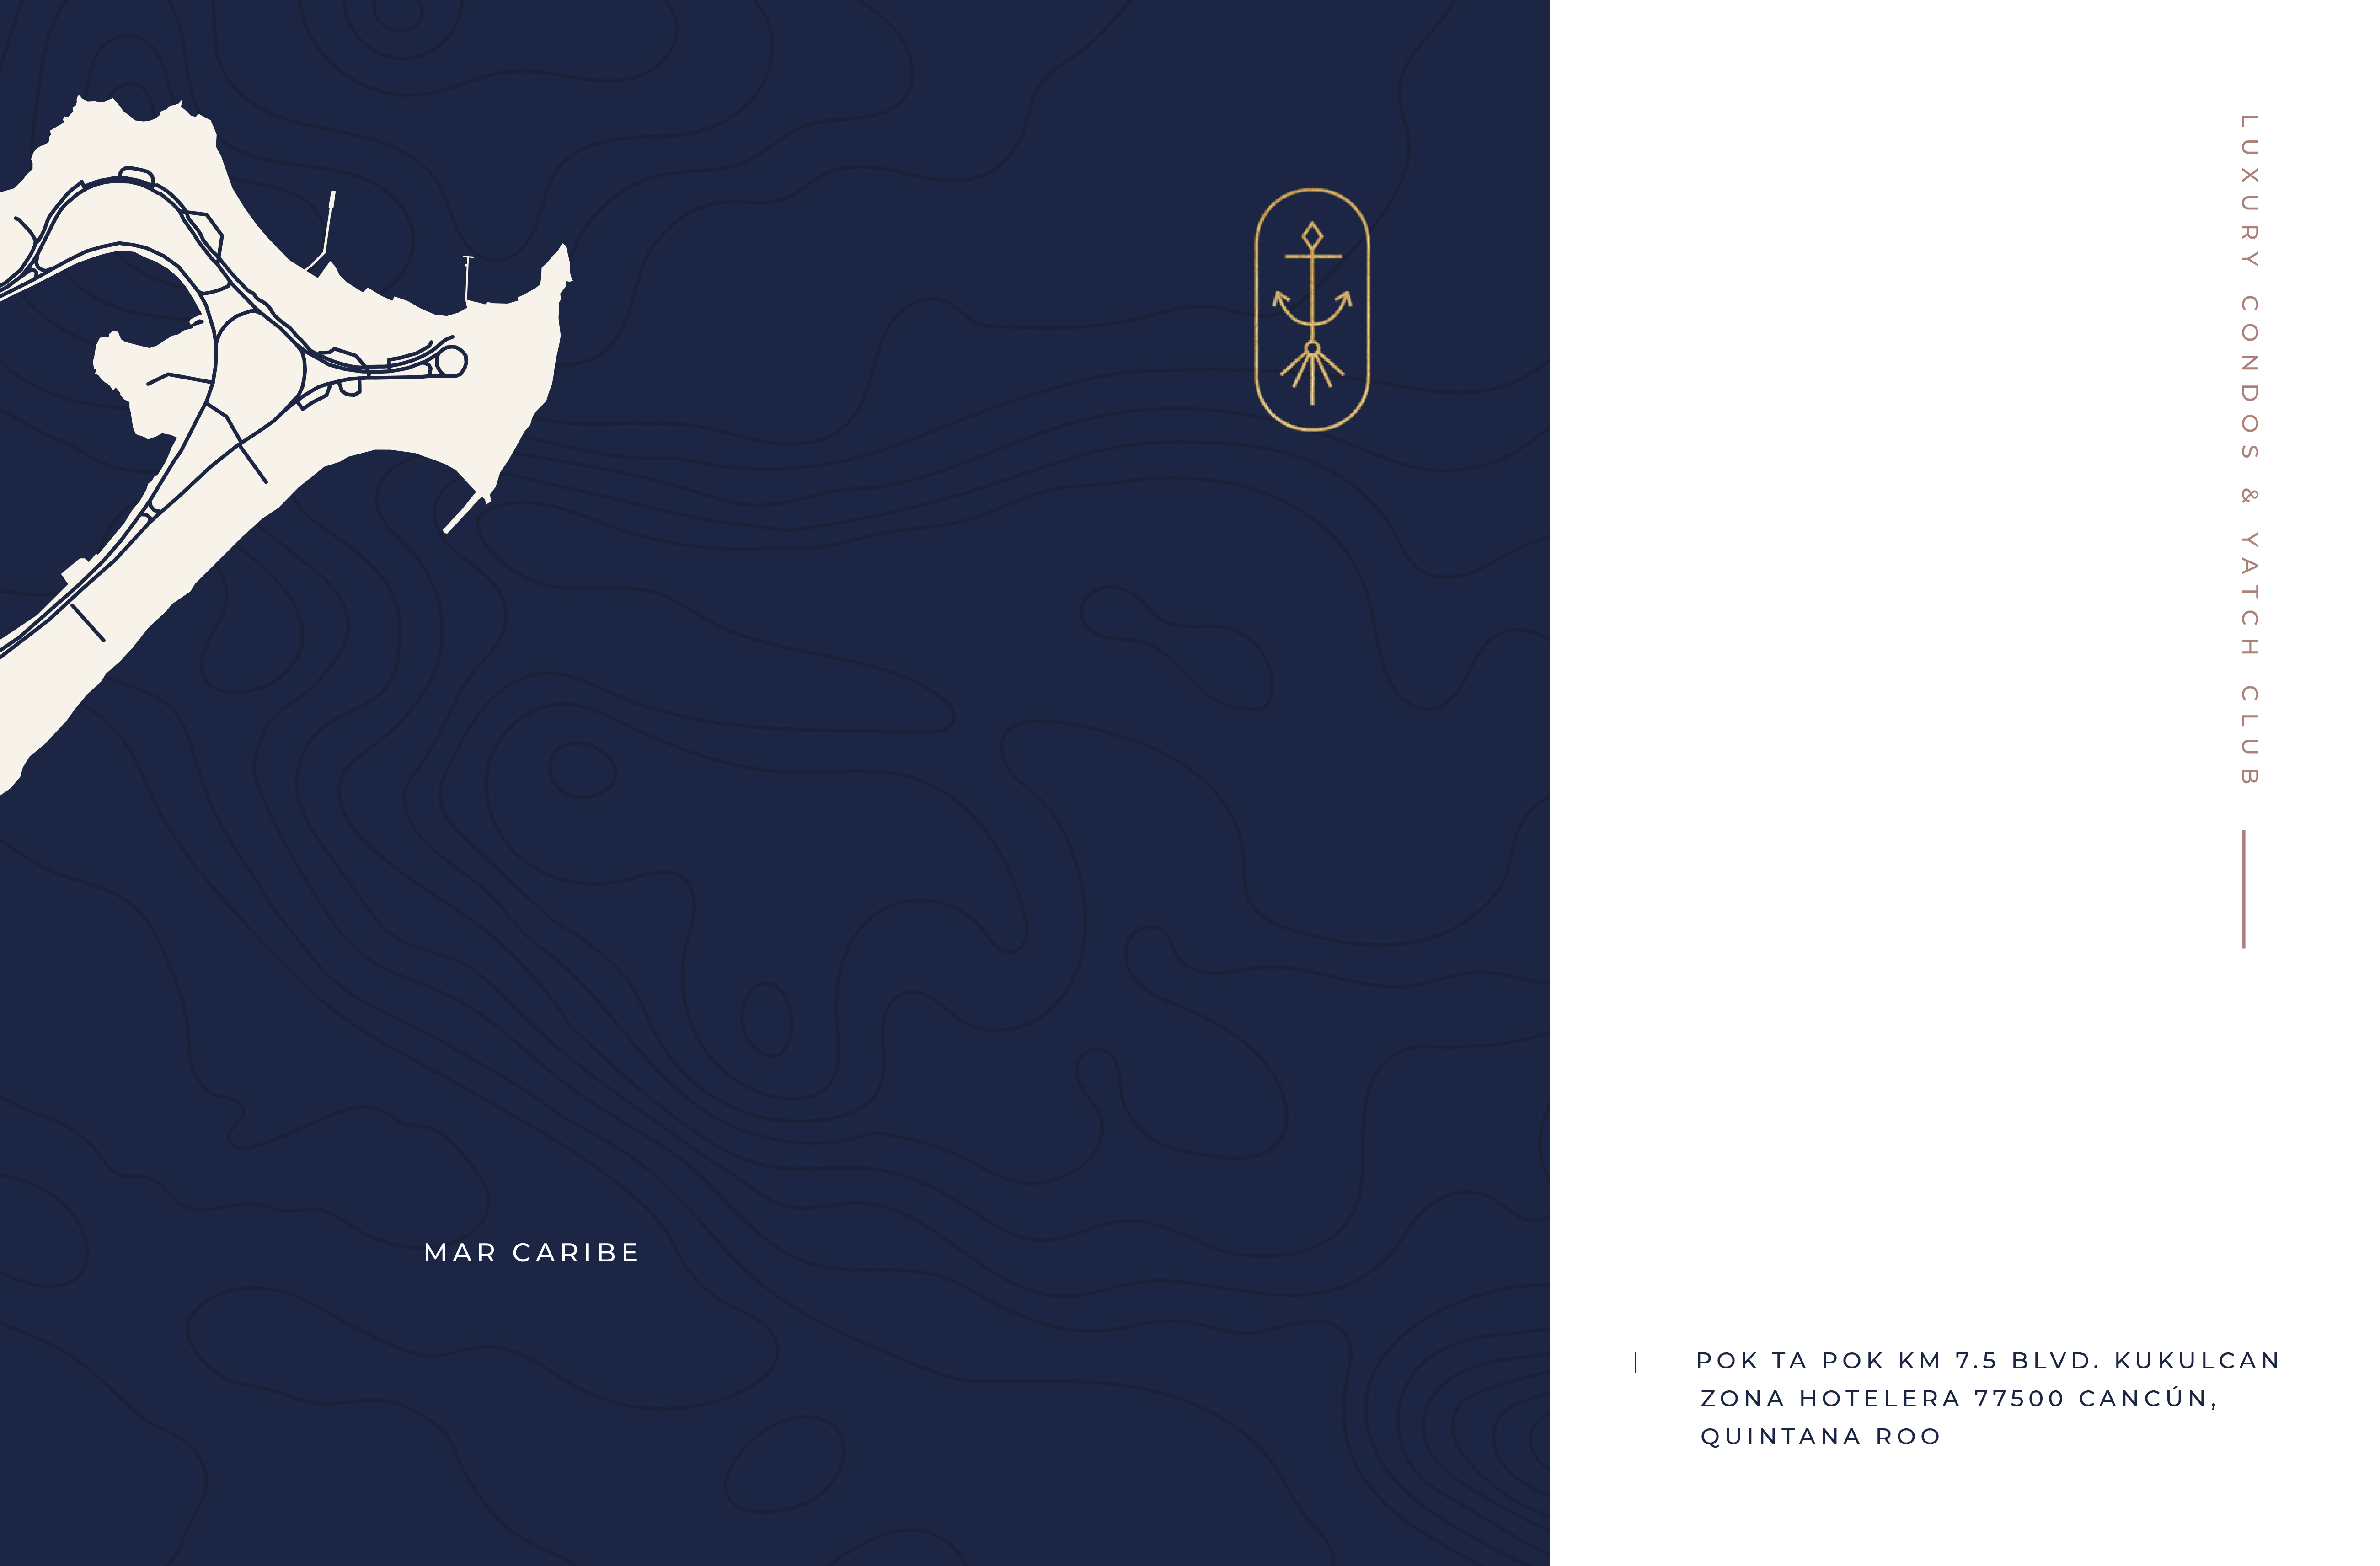 LUXURY CONDOS & YATCH CLUB
MAR CARIBE
POK TA POK KM 7.5 BLVD. KUKULCAN
ZONA HOTELERA 77500 CANCÚN,
QUINTANA ROO